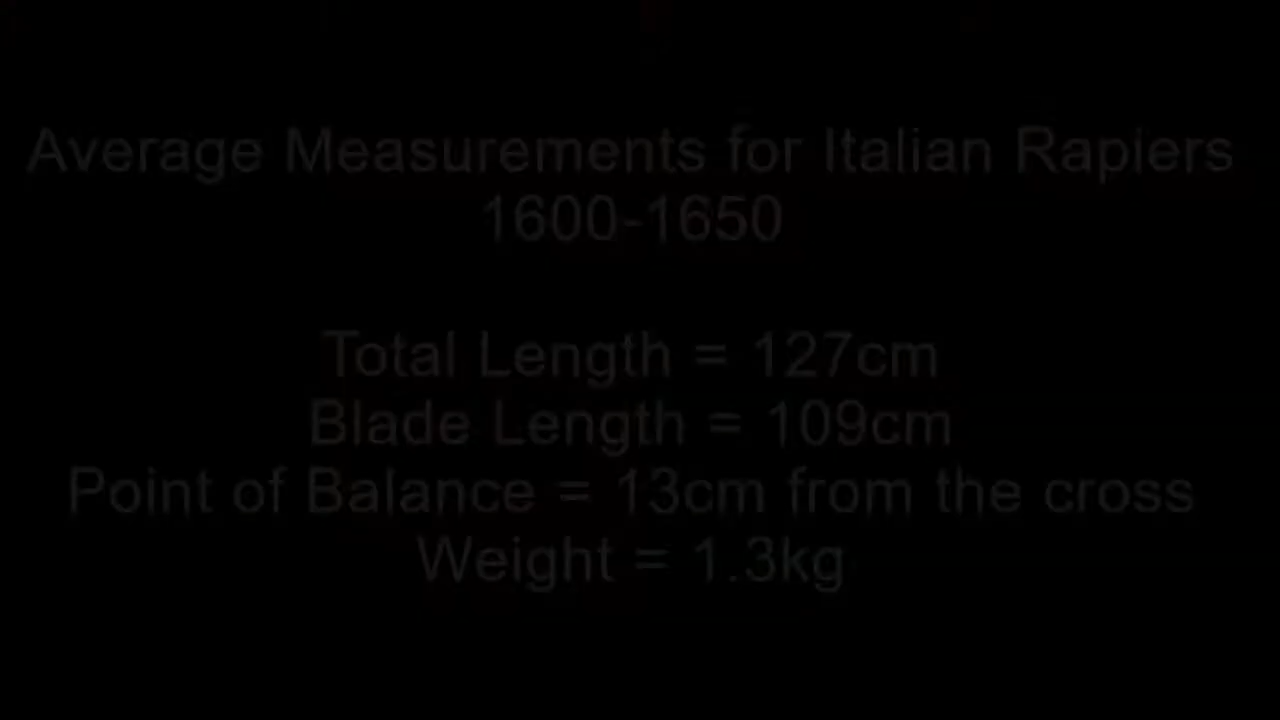 Average Measurements for Italian Rapiers
1600-1650
Total Length = 127cm
Blade Length = 109cm
Point of Balance = 13cm from the cross
Weight = 1.3kg